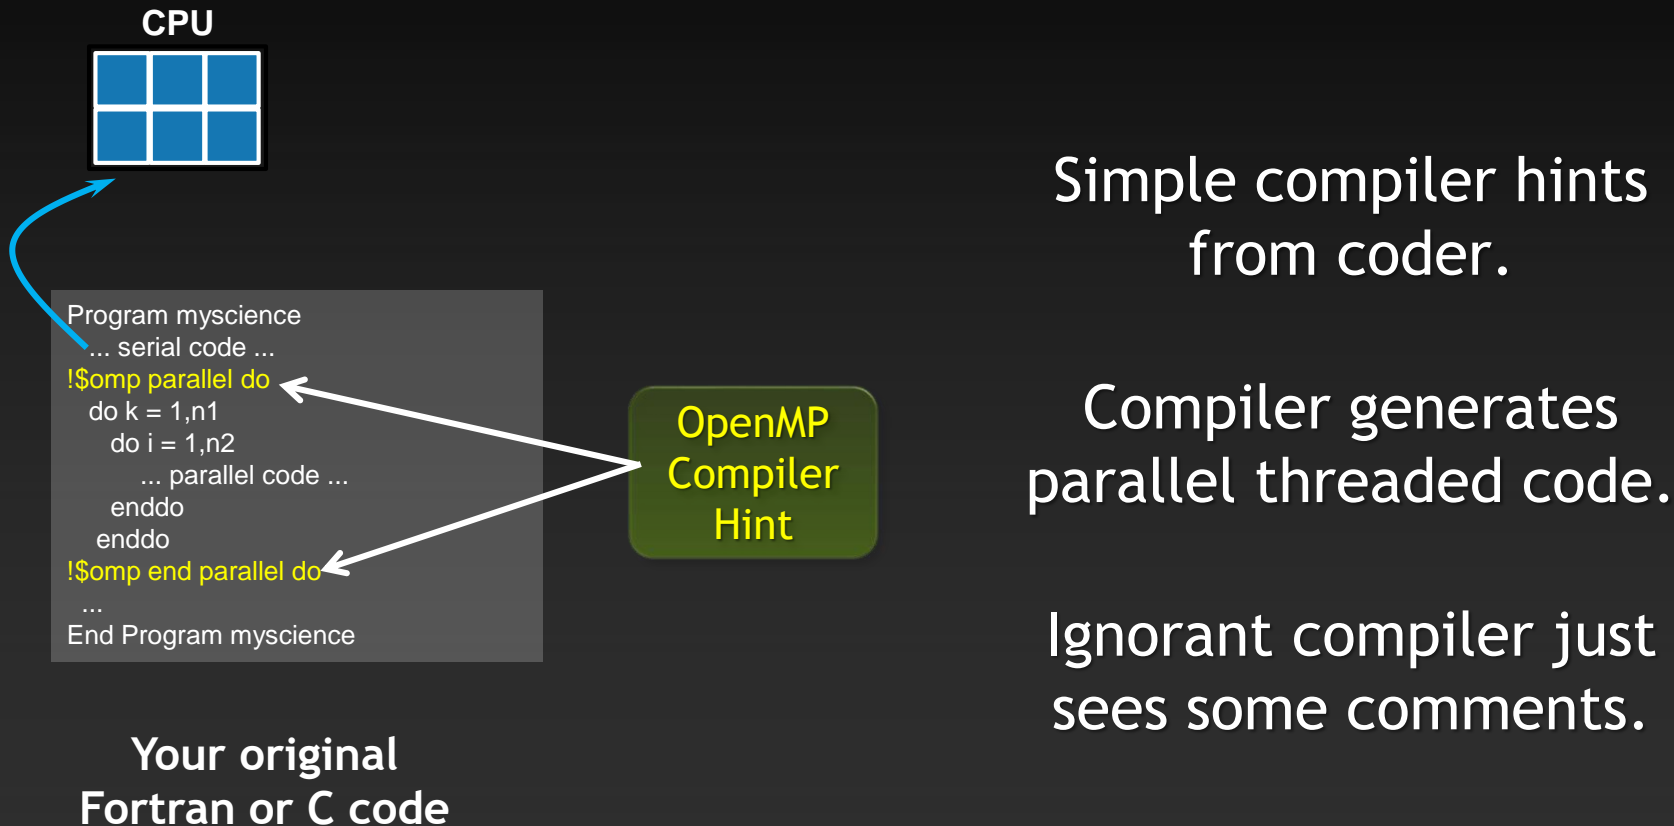 CPU
Program myscience
... serial code ...
!$omp parallel do
do k = 1,n1
do i = 1,n2
... parallel code ...
enddo
enddo
!$omp end parallel do
...
End Program myscience
Your original
Fortran or C code
OpenMP
Compiler
Hint
Simple compiler hints
from coder.
Compiler generates
parallel threaded code.
Ignorant compiler just
sees some comments.